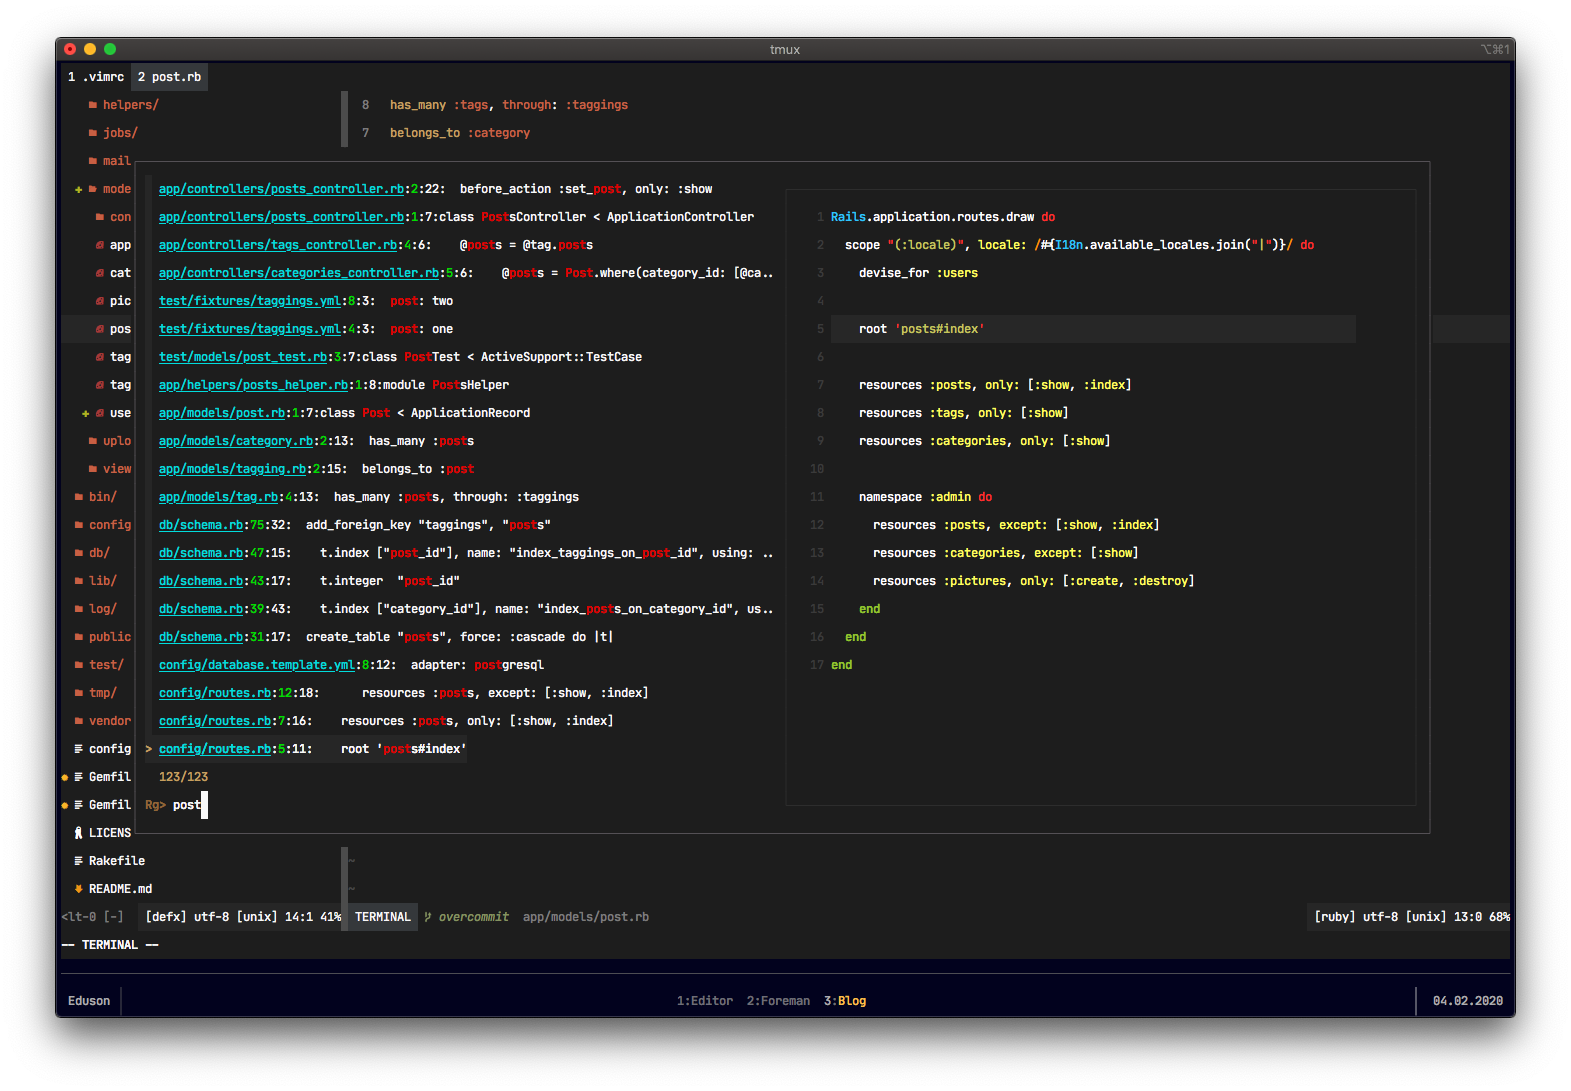 tmux
⌥⌘1
1 .vimrc 2 post.rb
helpers/
jobs/
mail
+ mode
con
app
cat
pic
pos
tag
tag
+ use
uplo
view
bin/
config
db/
lib/
log/
public
test/
tmp/
vendor
config
Gemfil
Gemfil
LICENS
Rakefile
README.md
8 has_many :tags, through: :taggings
7 belongs_to :category
app/controllers/posts_controller.rb:2:22: before_action :set_post, only: :show
app/controllers/posts_controller.rb:1:7:class PostsController < ApplicationController
app/controllers/tags_controller.rb:4:6: @posts = @tag.posts
app/controllers/categories_controller.rb:5:6: @posts = Post.where(category_id: [@ca..
test/fixtures/taggings.yml:8:3: post: two
test/fixtures/taggings.yml:4:3: post: one
test/models/post_test.rb:3:7:class PostTest < ActiveSupport::TestCase
app/helpers/posts_helper.rb:1:8:module PostsHelper
app/models/post.rb:1:7:class Post < ApplicationRecord
app/models/category.rb:2:13: has_many :posts
app/models/tagging.rb:2:15: belongs_to :post
app/models/tag.rb:4:13: has_many :posts, through: :taggings
db/schema.rb:75:32: add_foreign_key "taggings", "posts"
db/schema.rb:47:15: t.index ["post_id"], name: "index_taggings_on_post_id", using: ..
db/schema.rb:43:17: t.integer "post_id"
db/schema.rb:39:43: t.index ["category_id"], name: "index_posts_on_category_id", us..
db/schema.rb:31:17: create_table "posts", force: :cascade do |t|
config/database.template.yml:8:12: adapter: postgresql
config/routes.rb:12:18: resources :posts, except: [:show, :index]
config/routes.rb:7:16: resources :posts, only: [:show, :index]
> config/routes.rb:5:11: root 'posts#index'
123/123
Rg> post
1 Rails.application.routes.draw do
2 scope "(:locale)", locale: /#{I18n.available_locales.join("|")}/ do
3 devise_for :users
4
5 root 'posts#index'
6
7 resources :posts, only: [:show, :index]
8 resources :tags, only: [:show]
9 resources :categories, only: [:show]
10
11 namespace :admin do
12 resources :posts, except: [:show, :index]
13 resources :categories, except: [:show]
14 resources :pictures, only: [:create, :destroy]
15 end
16 end
17 end
~
~
<lt-0 [-] [defx] utf-8 [unix] 14:1 41% TERMINAL overcommit app/models/post.rb [ruby] utf-8 [unix] 13:0 68%
-- TERMINAL --
Eduson 1:Editor 2:Foreman 3:Blog 04.02.2020